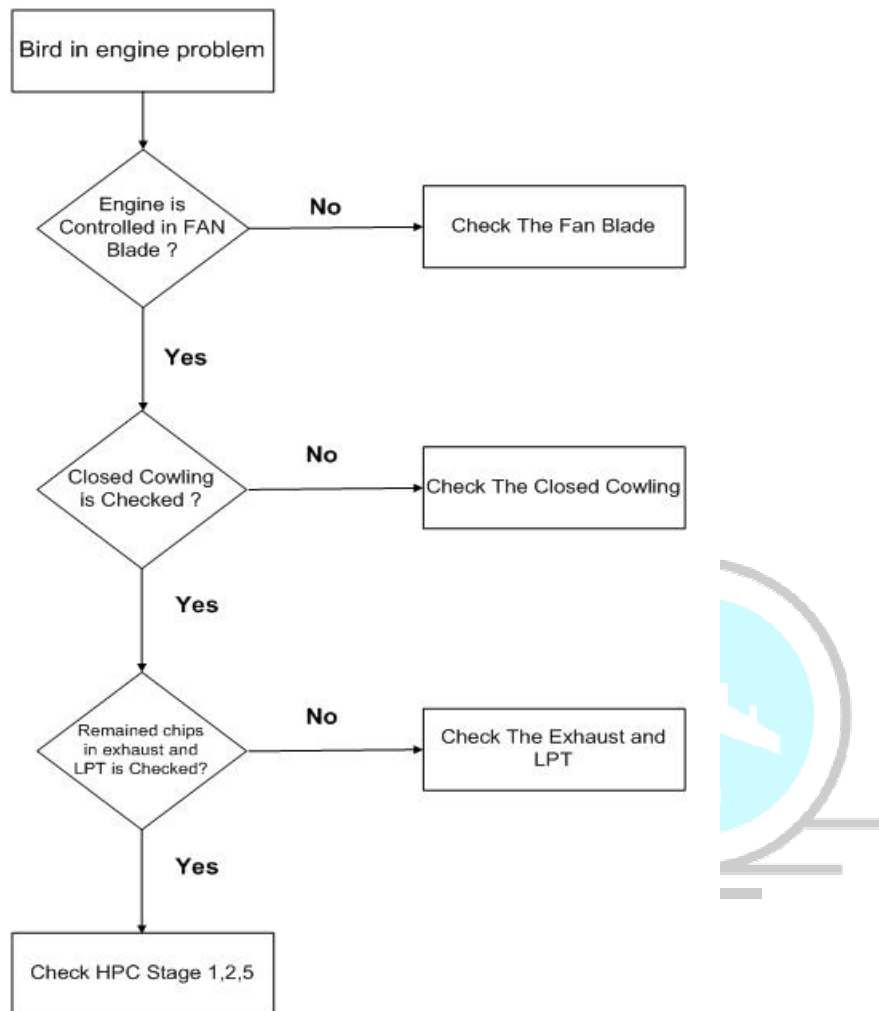 Bird in engine problem
Engine is
Controlled in FAN
Blade ?
No
Check The Fan Blade
Yes
Closed Cowling
is Checked ?
No
Check The Closed Cowling
Yes
Remained chips
in exhaust and
LPT is Checked?
No
Check The Exhaust and
LPT
Yes
Check HPC Stage 1,2,5